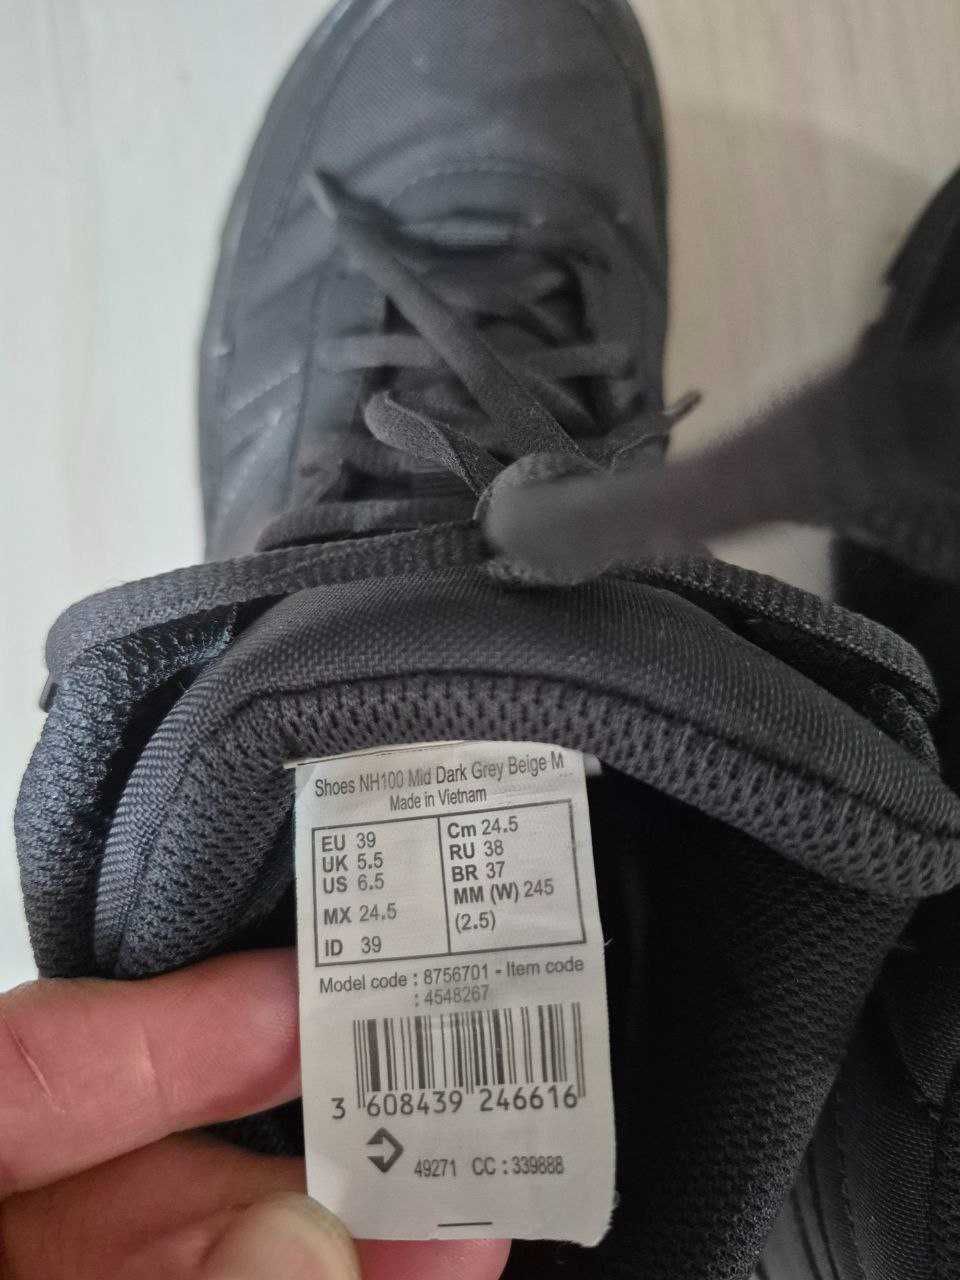 Shoes NH100 Mid Dark Grey Beige M
Made in Vietnam
EU 39
UK 5.5
US 6.5
MX 24.5
ID 39
Cm 24.5
RU 38
BR 37
MM (W) 245
(2.5)
Model code : 8756701 - Item code
: 4548267
3 608439 246616
49271 CC : 339888